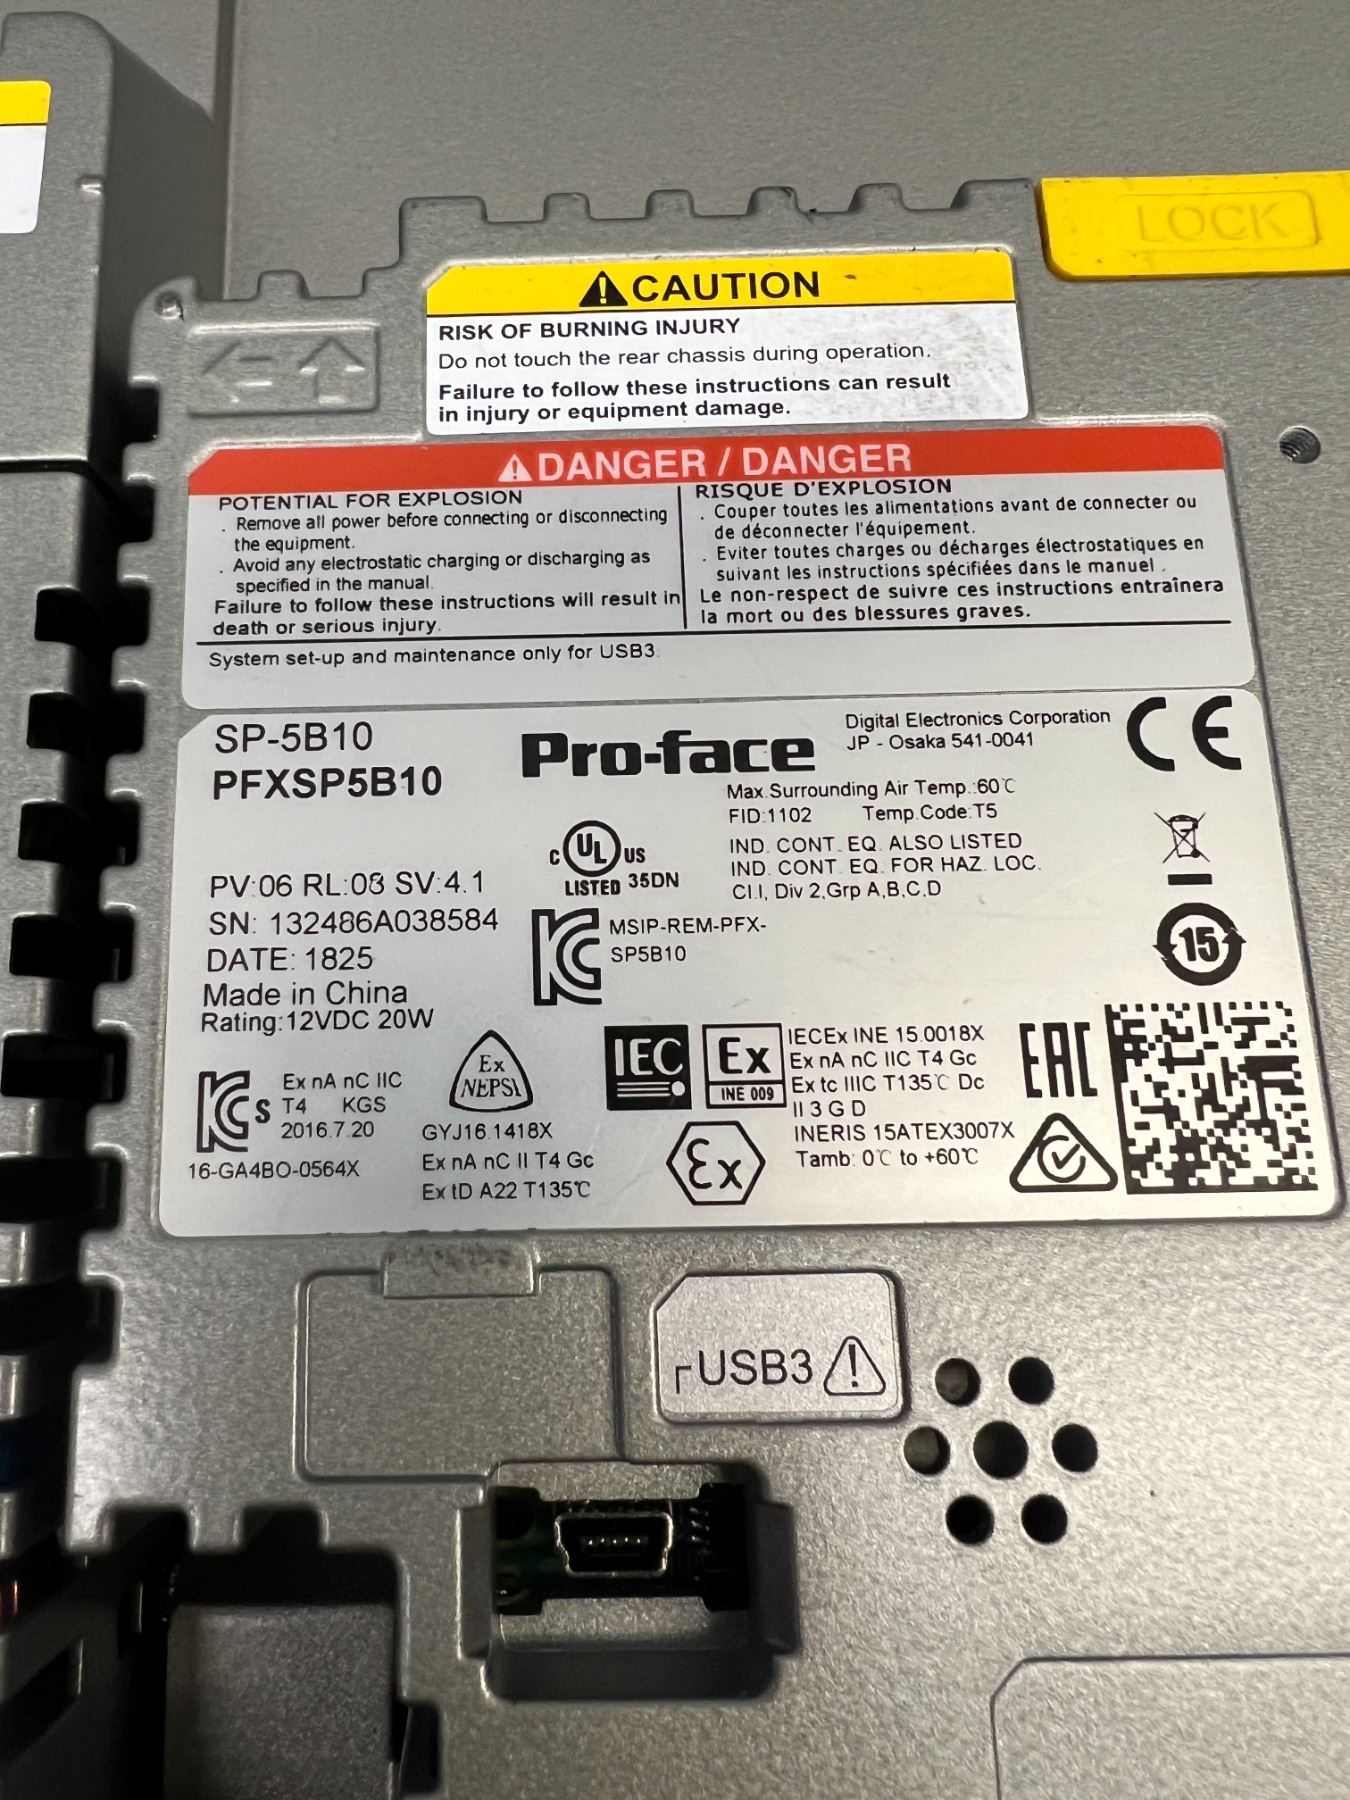 LOCK
CAUTION
RISK OF BURNING INJURY
Do not touch the rear chassis during operation.
Failure to follow these instructions can result
in injury or equipment damage.
DANGER / DANGER
POTENTIAL FOR EXPLOSION
. Remove all power before connecting or disconnecting
the equipment.
. Avoid any electrostatic charging or discharging as
specified in the manual.
Failure to follow these instructions will result in
death or serious injury.
RISQUE D'EXPLOSION
. Couper toutes les alimentations avant de connecter ou
de déconnecter l'équipement.
. Eviter toutes charges ou décharges électrostatiques en
suivant les instructions spécifiées dans le manuel .
Le non-respect de suivre ces instructions entraînera
la mort ou des blessures graves.
System set-up and maintenance only for USB3.
SP-5B10
PFXSP5B10
Pro-face
Digital Electronics Corporation
JP - Osaka 541-0041
CE
Max.Surrounding Air Temp.:60℃
FID:1102 Temp.Code:T5
C UL US
LISTED 35DN
IND. CONT. EQ. ALSO LISTED
IND. CONT. EQ. FOR HAZ. LOC.
Cl.I, Div 2,Grp A,B,C,D
PV:06 RL:08 SV:4.1
SN: 132486A038584
DATE: 1825
Made in China
Rating:12VDC 20W
KC
MSIP-REM-PFX-
SP5B10
15
KCs
Ex nA nC IIC
T4 KGS
2016.7.20
16-GA4BO-0564X
Ex
NEPSI
GYJ16.1418X
Ex nA nC II T4 Gc
Ex tD A22 T135℃
IEC
Ex
INE 009
IECEx INE 15.0018X
Ex nA nC IIC T4 Gc
Ex tc IIIC T135℃ Dc
II 3 G D
INERIS 15ATEX3007X
Tamb: 0℃ to +60℃
Ex
EAC
USB3